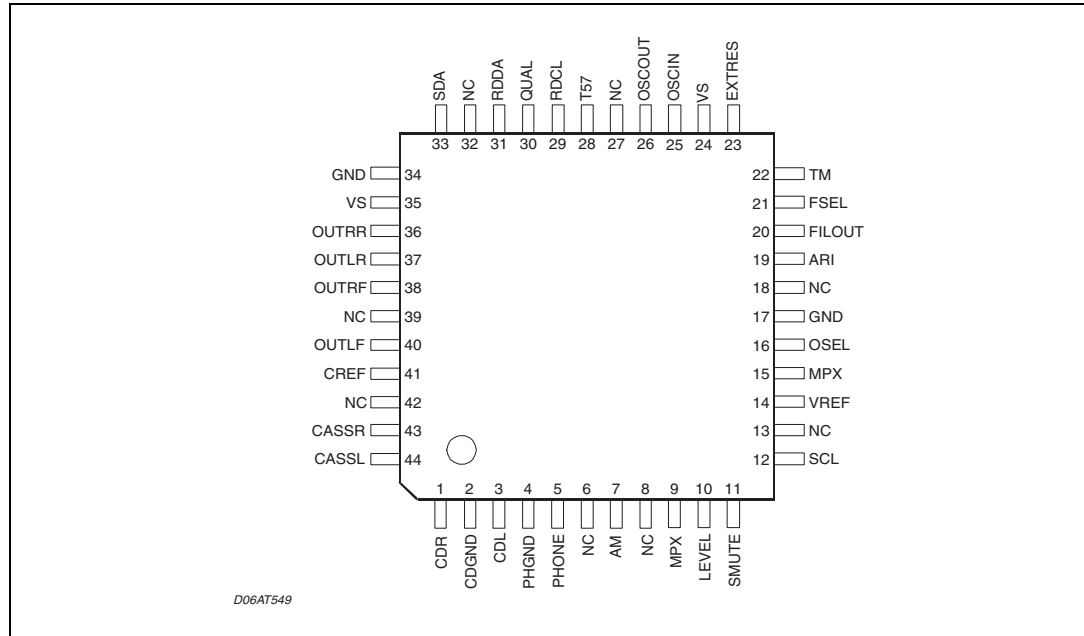 SDA
NC
RDDA
QUAL
RDCL
T57
NC
OSCOUT
OSCIN
VS
EXTRES
33 32 31 30 29 28 27 26 25 24 23
GND 34 22 TM
VS 35 21 FSEL
OUTRR 36 20 FILOUT
OUTLR 37 19 ARI
OUTRF 38 18 NC
NC 39 17 GND
OUTLF 40 16 OSEL
CREF 41 15 MPX
NC 42 14 VREF
CASSR 43 13 NC
CASSL 44 12 SCL
1 2 3 4 5 6 7 8 9 10 11
CDR
CDGND
CDL
PHGND
PHONE
NC
AM
NC
MPX
LEVEL
SMUTE
D06AT549